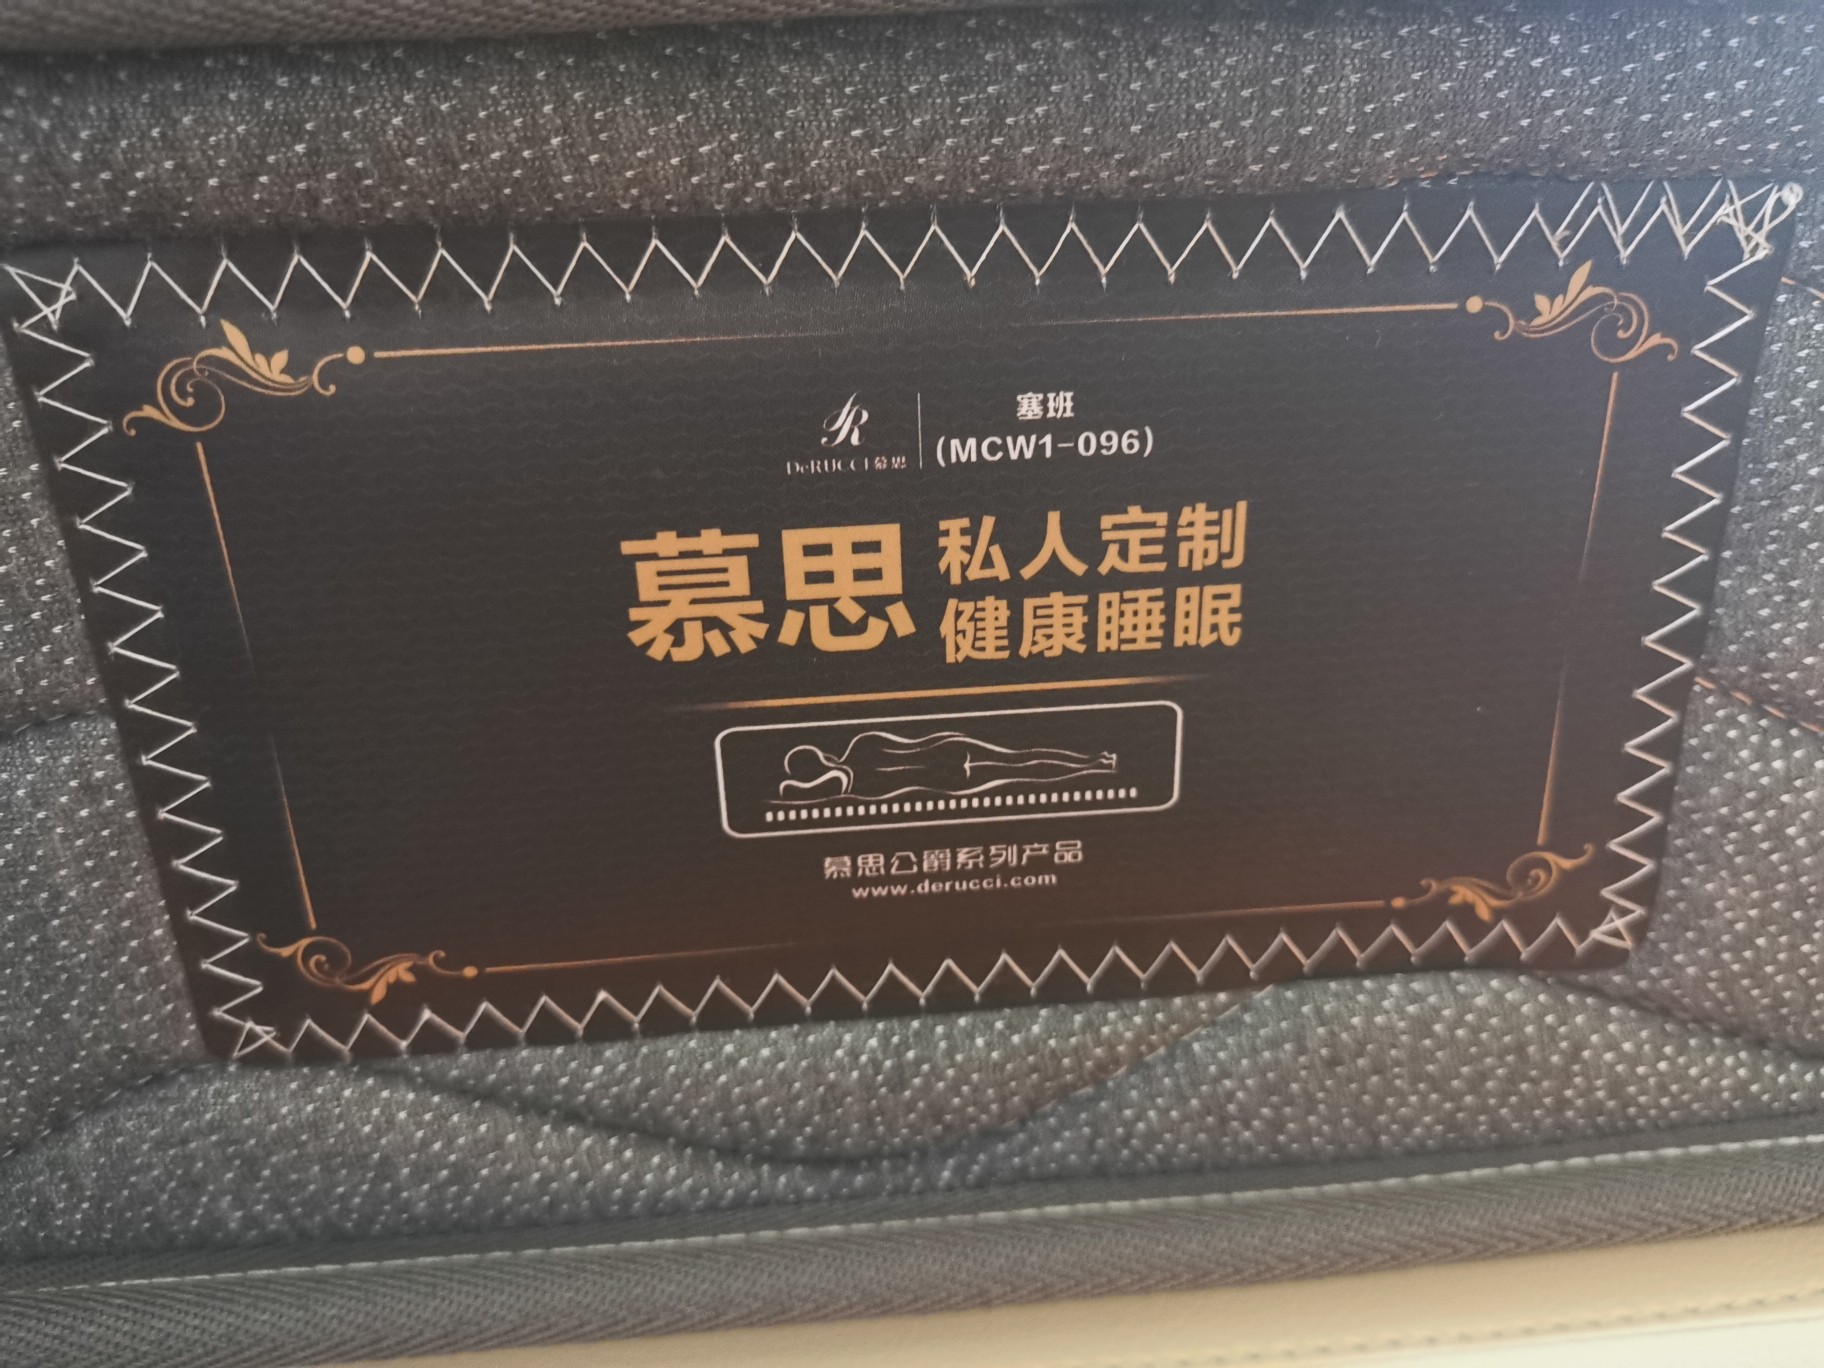 塞班
DeRUCCI慕思
(MCW1-096)
慕思
私人定制
健康睡眠
慕思公爵系列产品
www.derucci.com